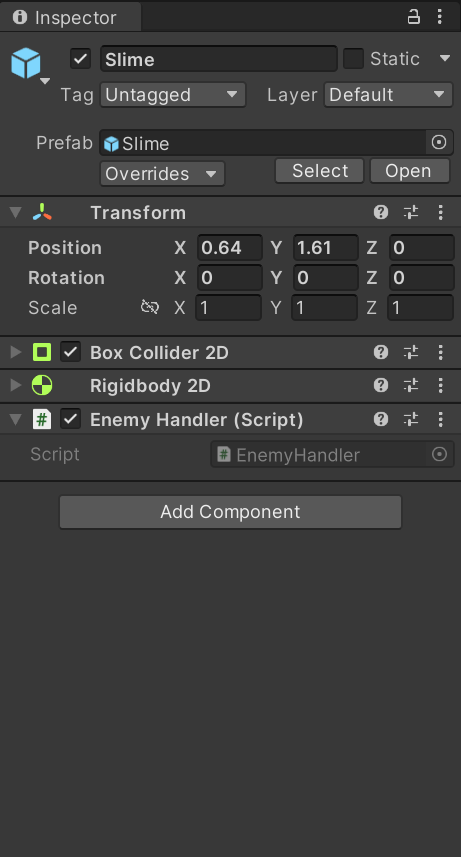 Inspector
Slime Static
Tag Untagged Layer Default
Prefab Slime
Overrides Select Open
Transform
Position X 0.64 Y 1.61 Z 0
Rotation X 0 Y 0 Z 0
Scale X 1 Y 1 Z 1
Box Collider 2D
Rigidbody 2D
# Enemy Handler (Script)
Script # EnemyHandler
Add Component